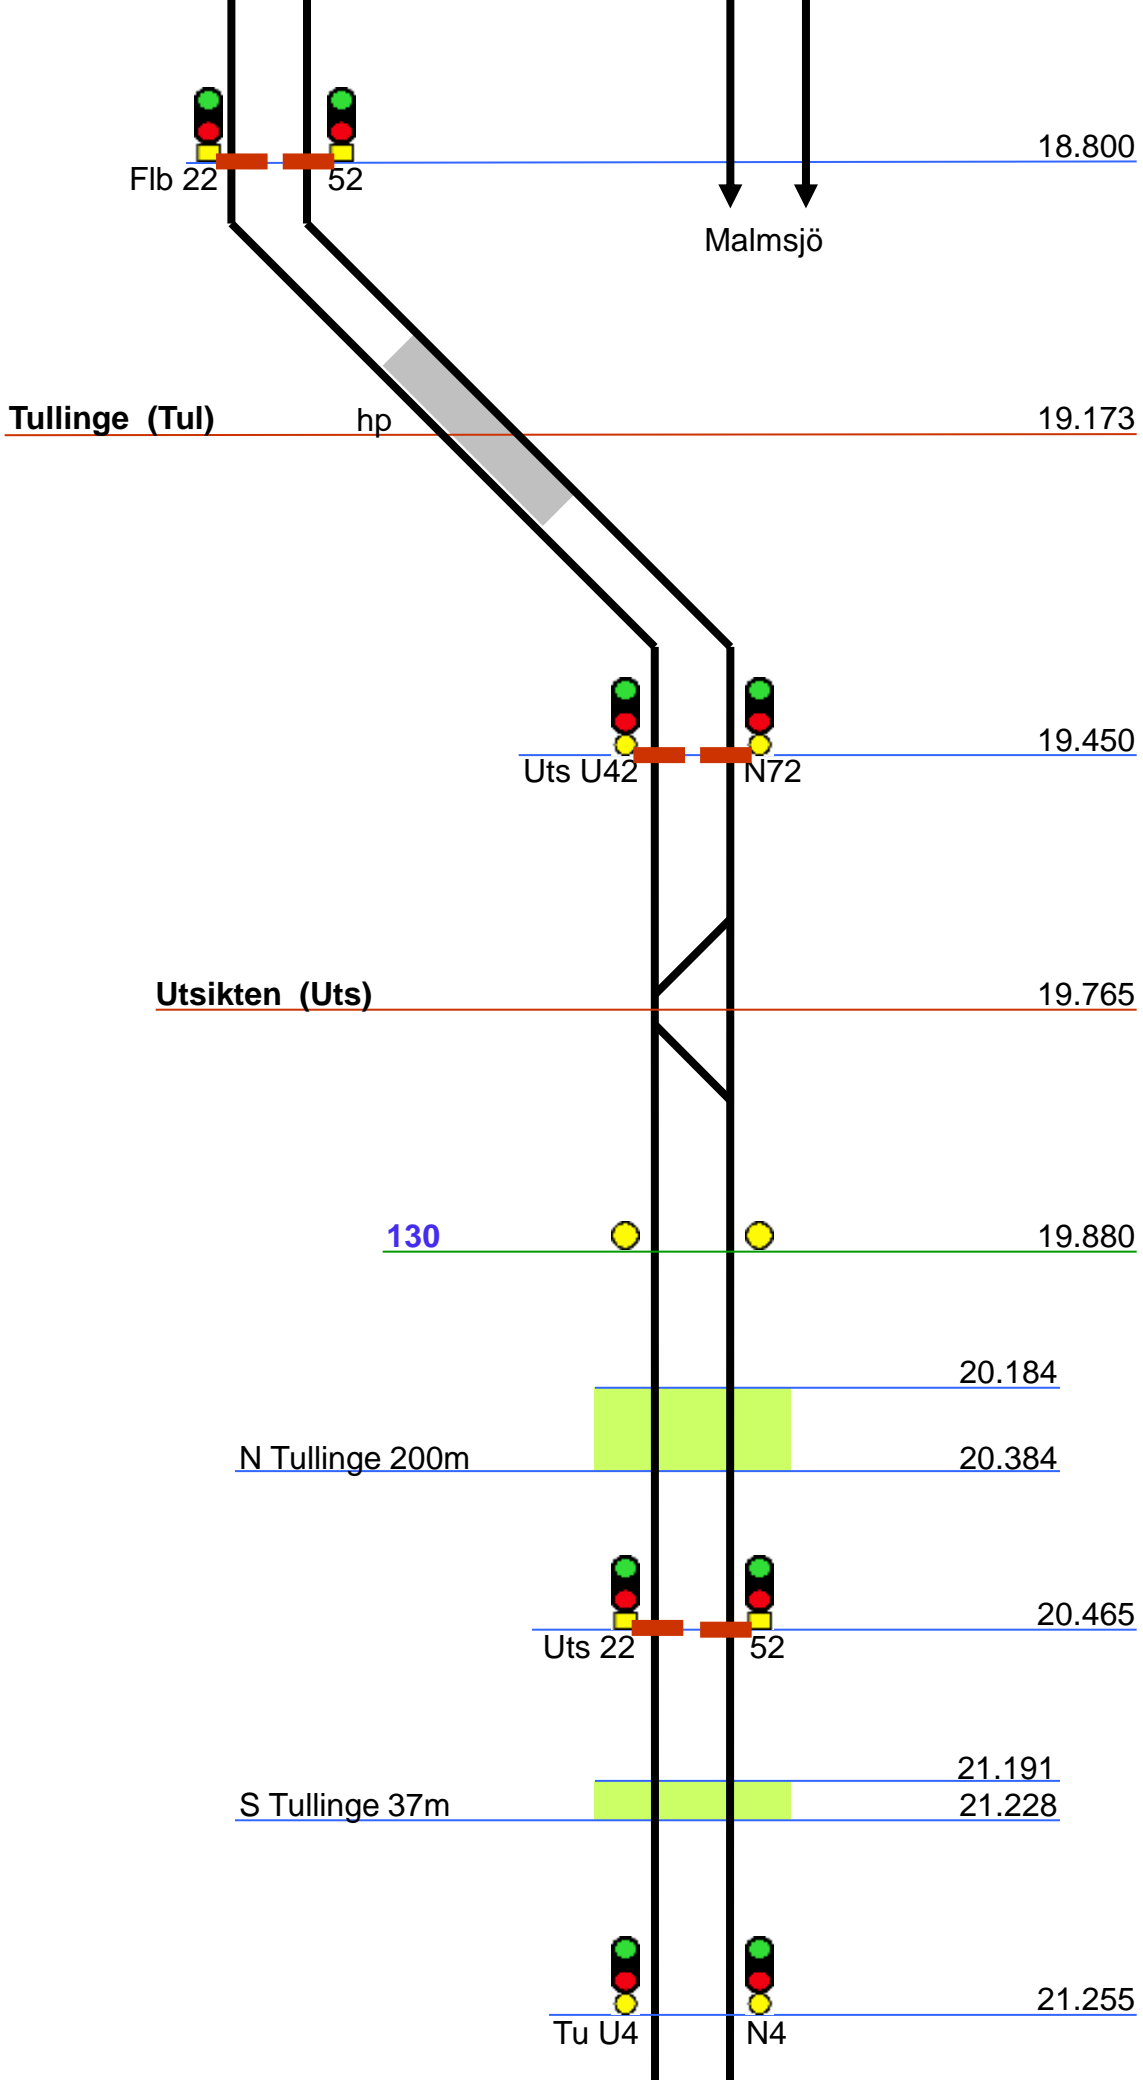 18.800
Flb 22 52
Malmsjö
Tullinge (Tul) hp 19.173
19.450
Uts U42 N72
Utsikten (Uts) 19.765
130 19.880
20.184
N Tullinge 200m 20.384
20.465
Uts 22 52
21.191
S Tullinge 37m 21.228
21.255
Tu U4 N4